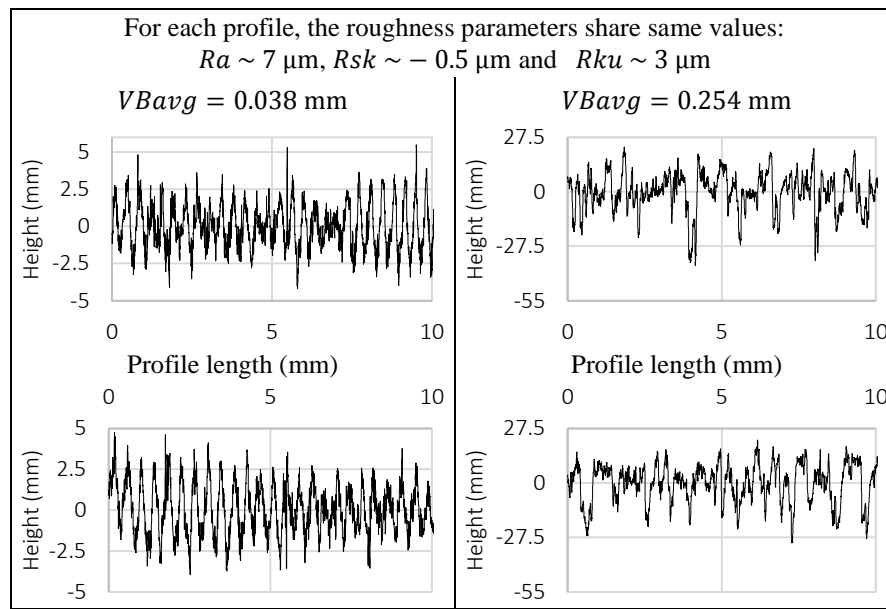 For each profile, the roughness parameters share same values:
Ra ~ 7 μm, Rsk ~ − 0.5 μm and Rku ~ 3 μm
VBavg = 0.038 mm
5
2.5
0
-2.5
-5
Height (mm)
0 5 10
Profile length (mm)
0 5 10
5
2.5
0
-2.5
-5
Height (mm)
VBavg = 0.254 mm
27.5
0
-27.5
-55
Height (mm)
0 5 10
Profile length (mm)
0 5 10
27.5
0
-27.5
-55
Height (mm)